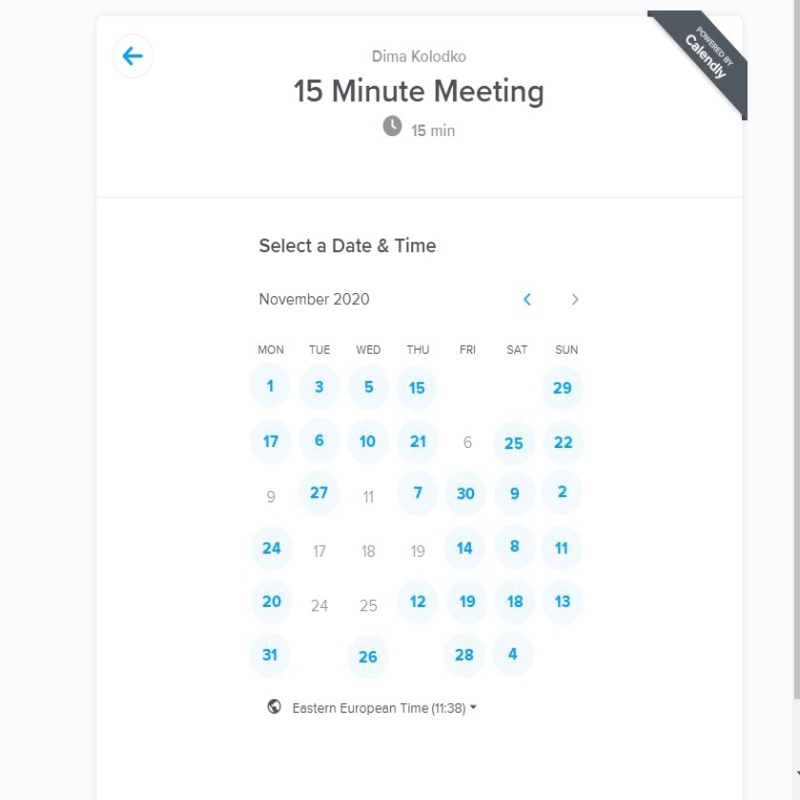 POWERED BY
Calendly
Dima Kolodko
15 Minute Meeting
15 min
Select a Date & Time
November 2020
MON TUE WED THU FRI SAT SUN
1 3 5 15 29
17 6 10 21 6 25 22
9 27 11 7 30 9 2
24 17 18 19 14 8 11
20 24 25 12 19 18 13
31 26 28 4
Eastern European Time (11:38)